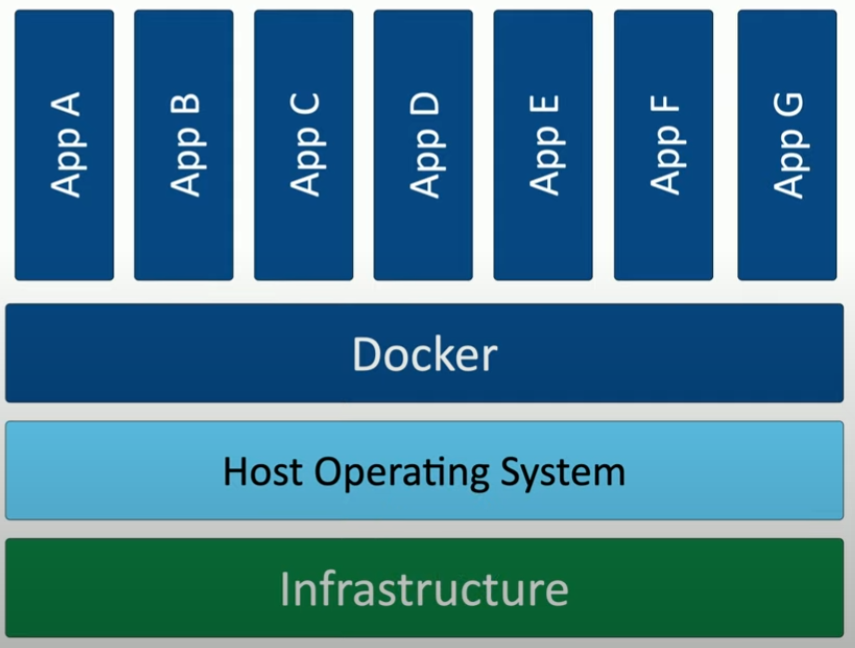 App A
App B
App C
App D
App E
App F
App G
Docker
Host Operating System
Infrastructure